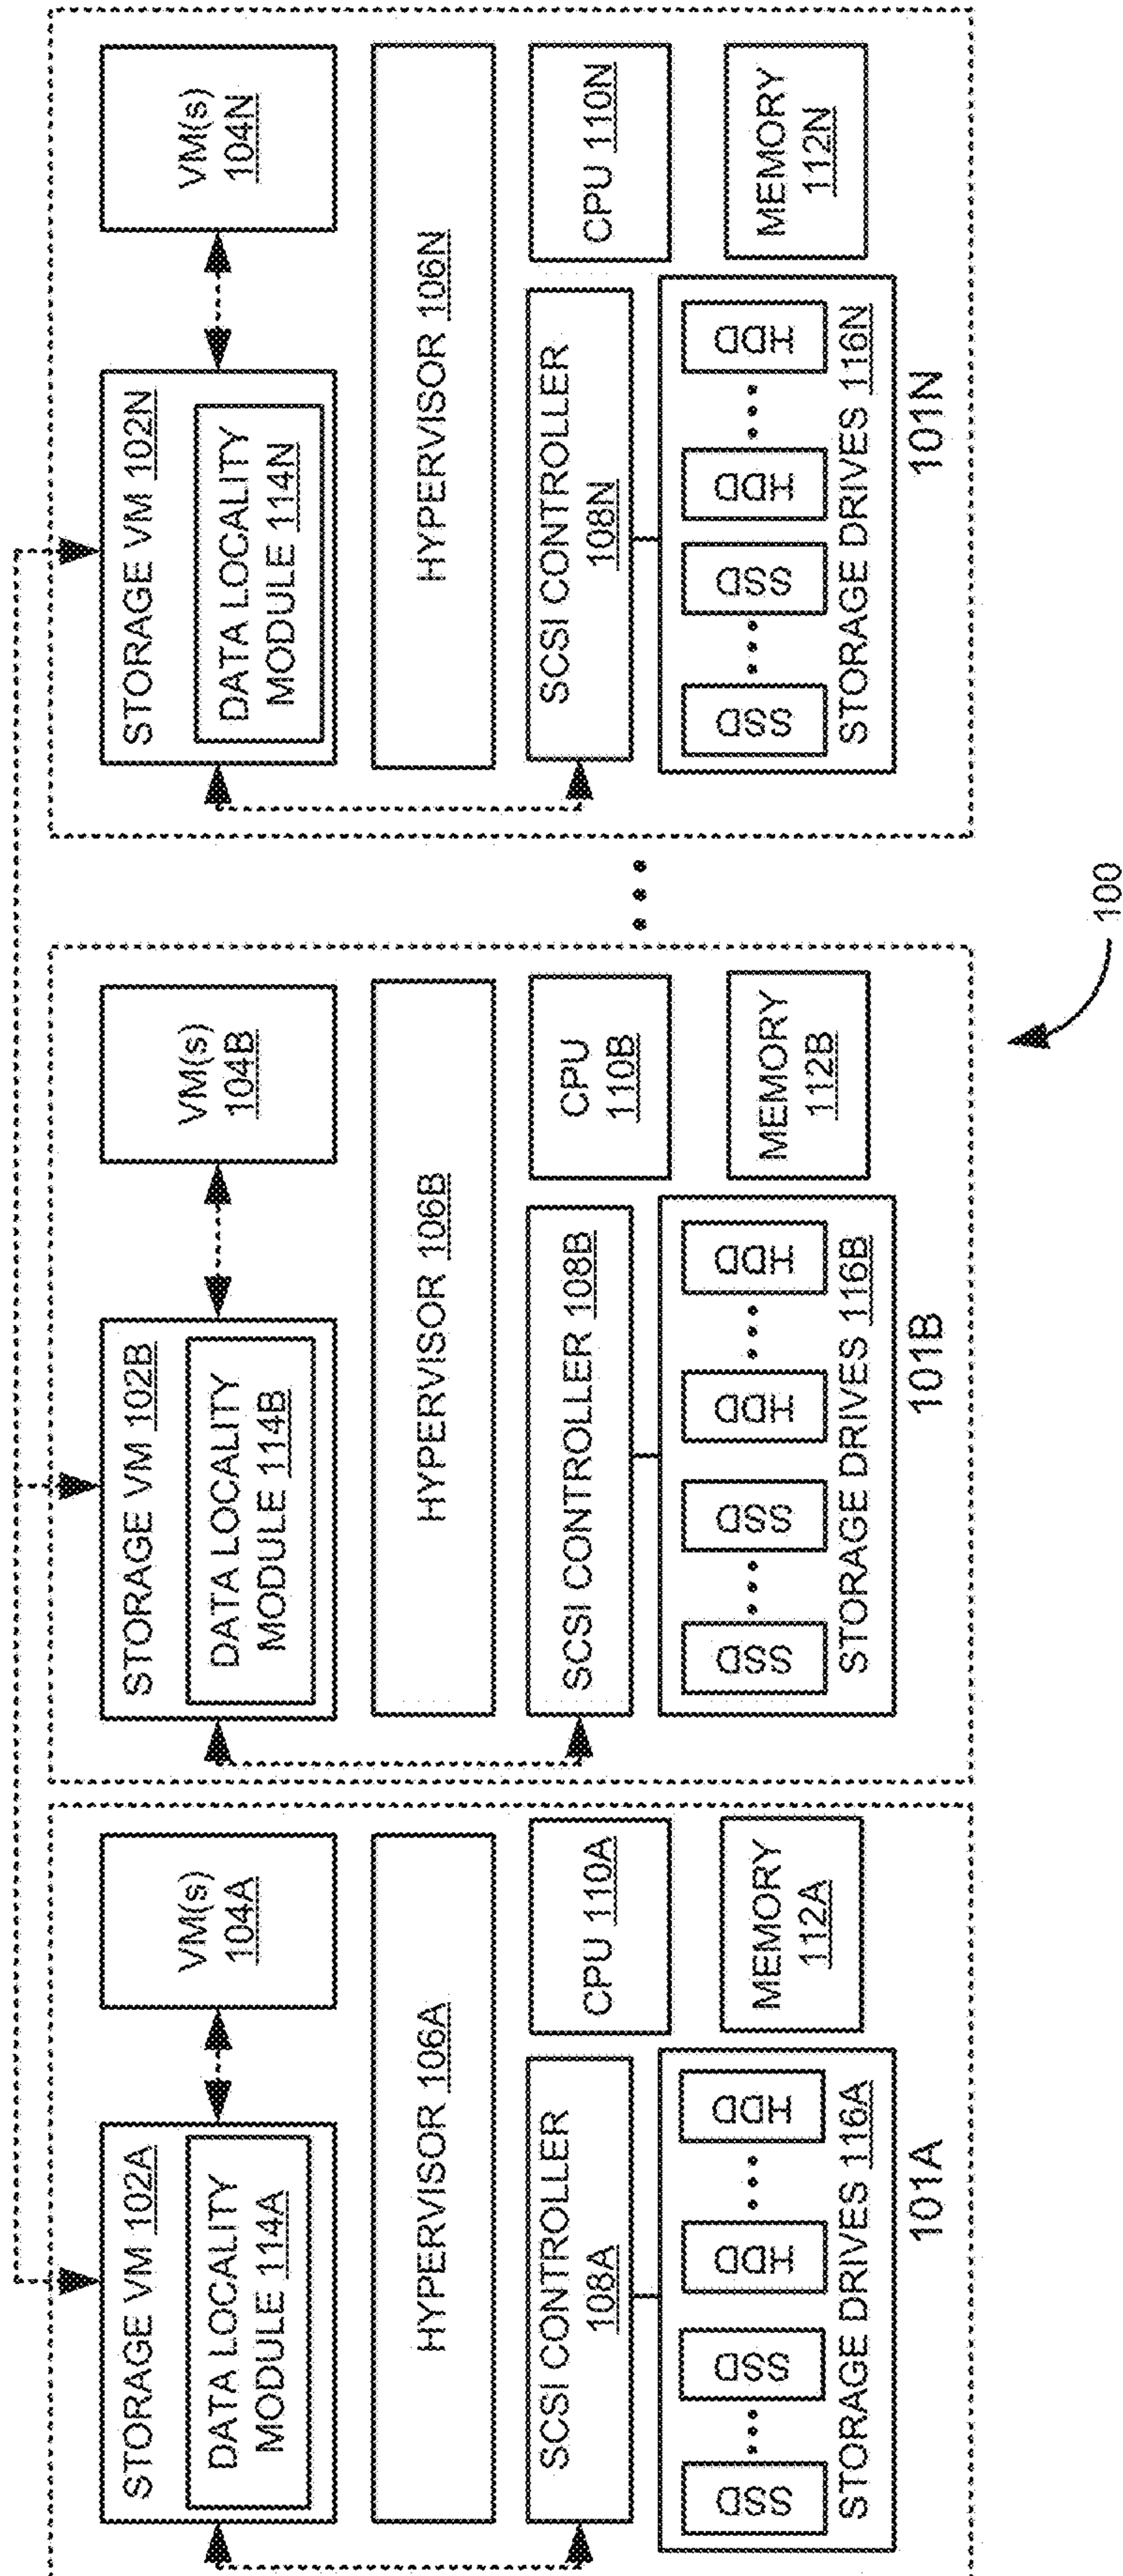 STORAGE VM 102A
DATA LOCALITY
MODULE 114A
VM(s)
104A
HYPERVISOR 106A
SCSI CONTROLLER
108A
CPU 110A
SSD
SSD
HDD
HDD
STORAGE DRIVES 116A
MEMORY
112A
101A
STORAGE VM 102B
DATA LOCALITY
MODULE 114B
VM(s)
104B
HYPERVISOR 106B
SCSI CONTROLLER 108B
CPU
110B
SSD
SSD
HDD
HDD
STORAGE DRIVES 116B
MEMORY
112B
101B
STORAGE VM 102N
DATA LOCALITY
MODULE 114N
VM(s)
104N
HYPERVISOR 106N
SCSI CONTROLLER
108N
CPU 110N
SSD
SSD
HDD
HDD
STORAGE DRIVES 116N
MEMORY
112N
101N
100